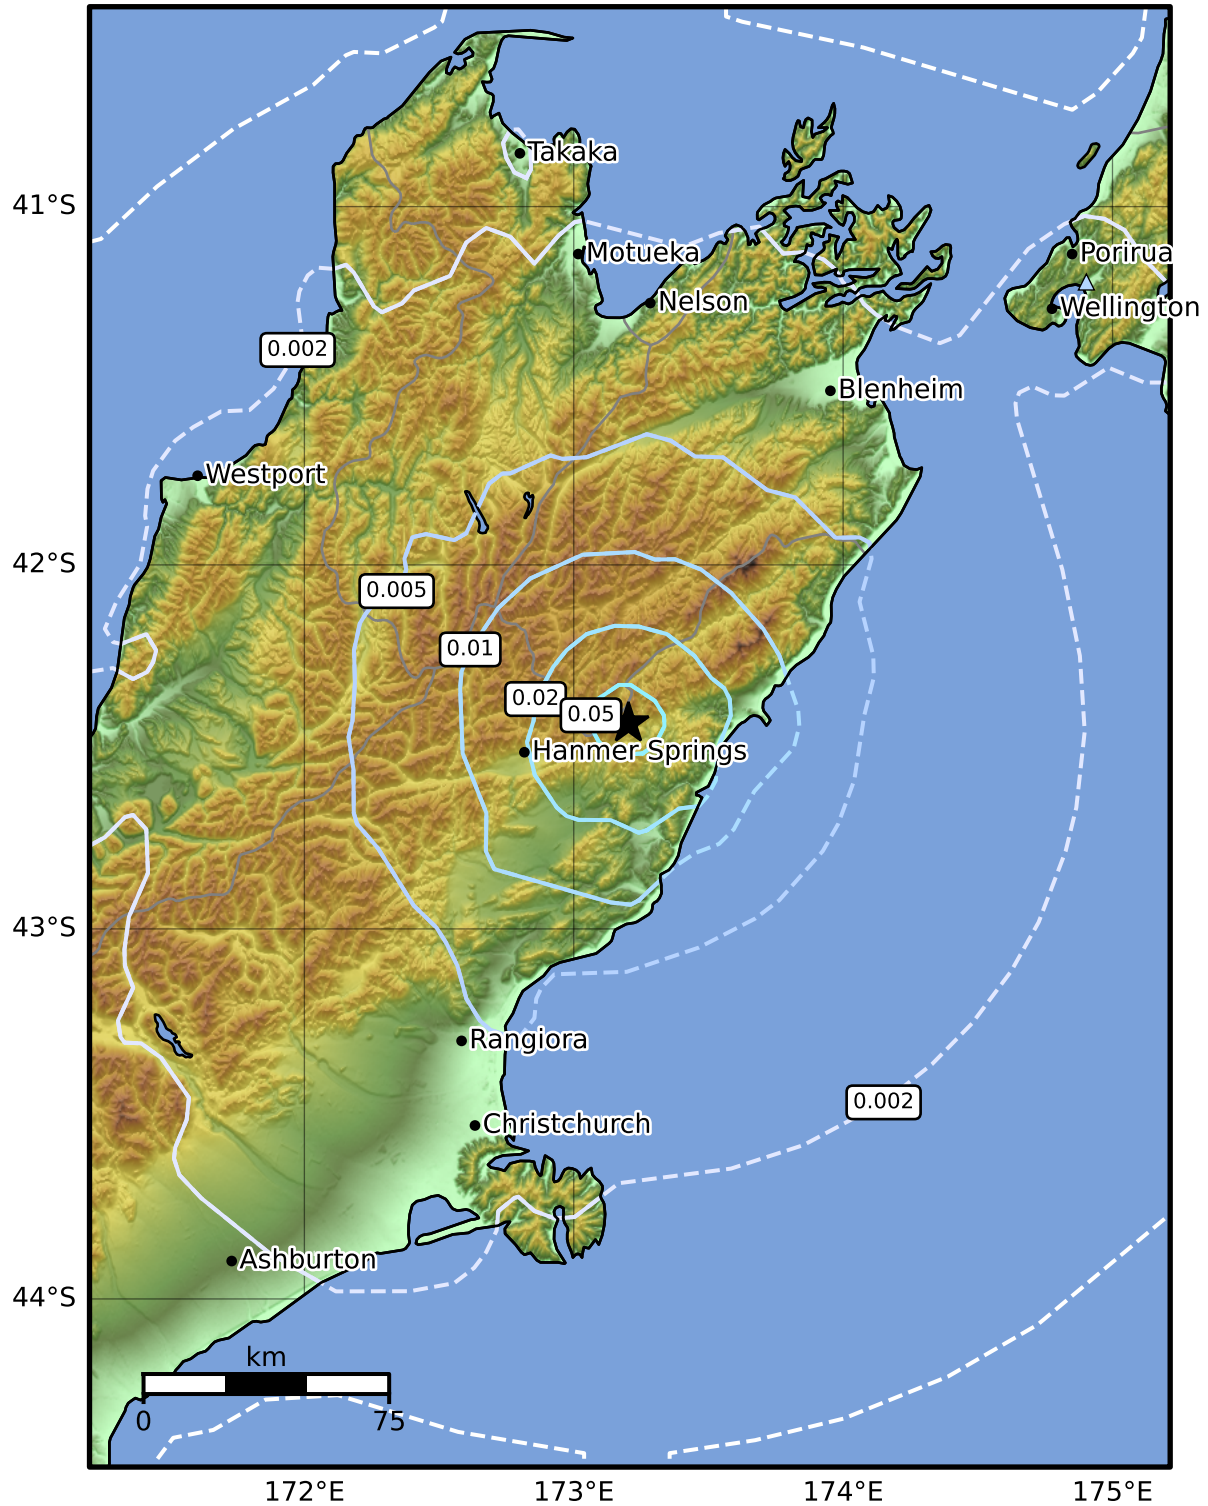 Takaka
41°S
Motueka
Porirua
Nelson
Wellington
0.002
Blenheim
Westport
42°S
0.005
0.01
0.02
0.05
Hanmer Springs
43°S
Rangiora
0.002
Christchurch
Ashburton
44°S
km
0
75
172°E
173°E
174°E
175°E